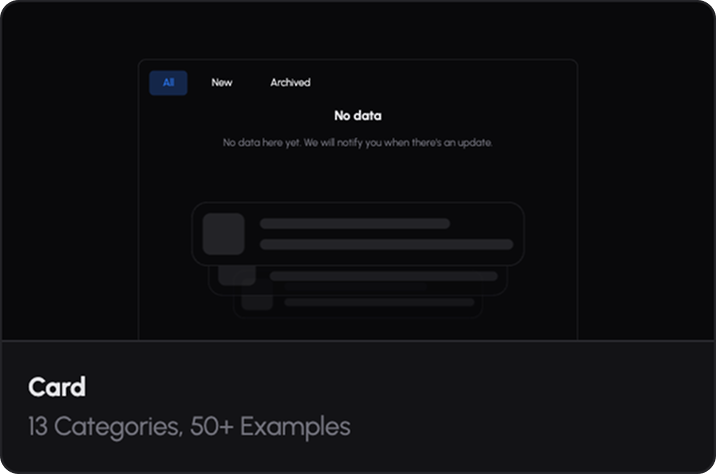 All New Archived
No data
No data here yet. We will notify you when there's an update.
Card
13 Categories, 50+ Examples